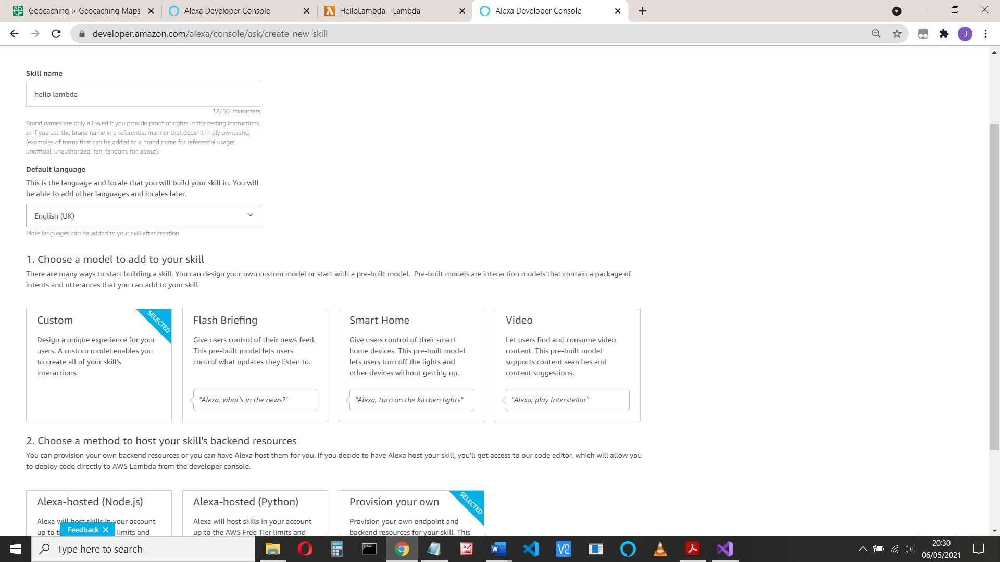 Geocaching > Geocaching Maps
Alexa Developer Console
HelloLambda - Lambda
Alexa Developer Console
developer.amazon.com/alexa/console/ask/create-new-skill
J
Skill name
hello lambda
12/50 characters
Brand names are only allowed if you provide proof of rights in the testing instructions
or if you use the brand name in a referential manner that doesn't imply ownership
(examples of terms that can be added to a brand name for referential usage:
unofficial, unauthorized, fan, fandom, for, about).
Default language
This is the language and locale that you will build your skill in. You will
be able to add other languages and locales later.
English (UK)
More languages can be added to your skill after creation
1. Choose a model to add to your skill
There are many ways to start building a skill. You can design your own custom model or start with a pre-built model.  Pre-built models are interaction models that contain a package of
intents and utterances that you can add to your skill.
Custom
SELECTED
Design a unique experience for your
users. A custom model enables you
to create all of your skill's
interactions.
Flash Briefing
Give users control of their news feed.
This pre-built model lets users
control what updates they listen to.
"Alexa, what's in the news?"
Smart Home
Give users control of their smart
home devices. This pre-built model
lets users turn off the lights and
other devices without getting up.
"Alexa, turn on the kitchen lights"
Video
Let users find and consume video
content. This pre-built model
supports content searches and
content suggestions.
"Alexa, play Interstellar"
2. Choose a method to host your skill's backend resources
You can provision your own backend resources or you can have Alexa host them for you. If you decide to have Alexa host your skill, you'll get access to our code editor, which will allow you
to deploy code directly to AWS Lambda from the developer console.
Alexa-hosted (Node.js)
Alexa will host skills in your account
up to t limits and
Feedback
Alexa-hosted (Python)
Alexa will host skills in your account
up to the AWS Free Tier limits and
Provision your own
SELECTED
Provision your own endpoint and
backend resources for your skill. This
Type here to search
20:30
06/05/2021